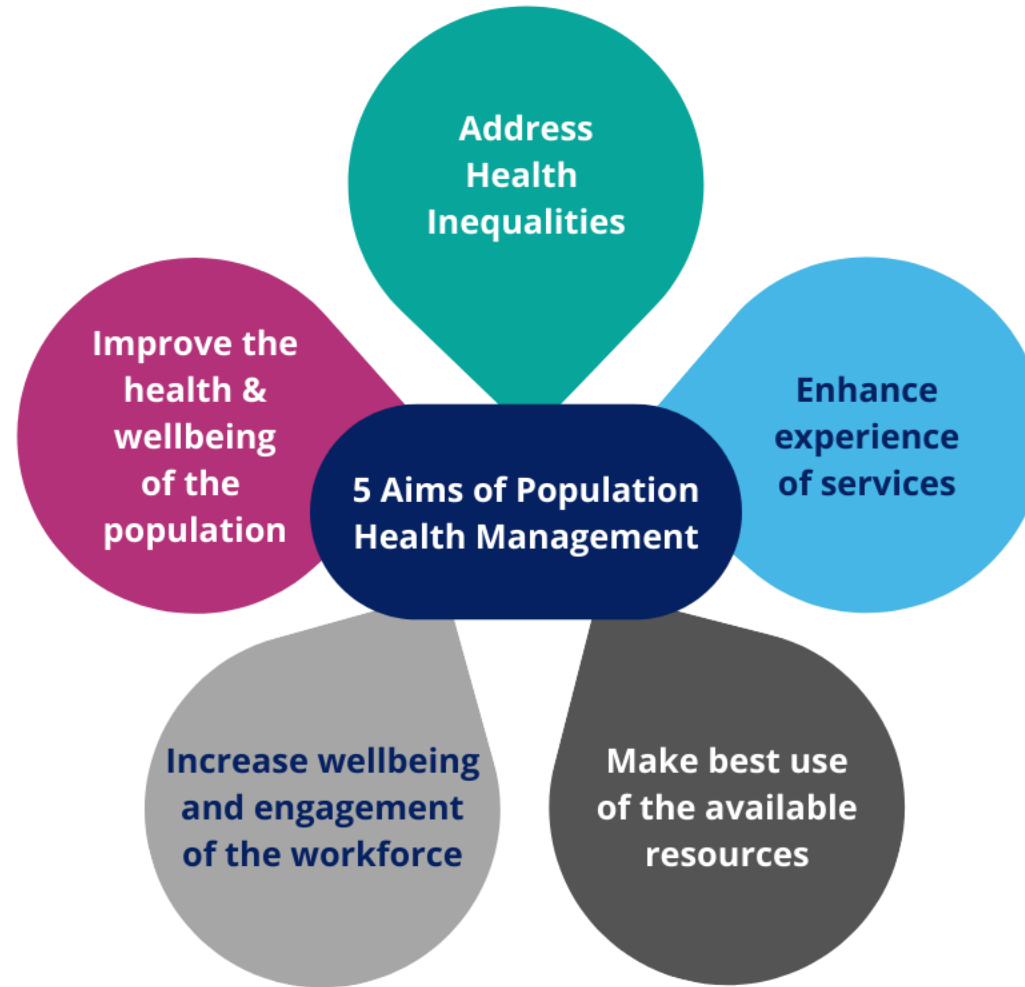 Address
Health
Inequalities
Improve the
health &
wellbeing
of the
population
Enhance
experience
of services
5 Aims of Population
Health Management
Increase wellbeing
and engagement
of the workforce
Make best use
of the available
resources